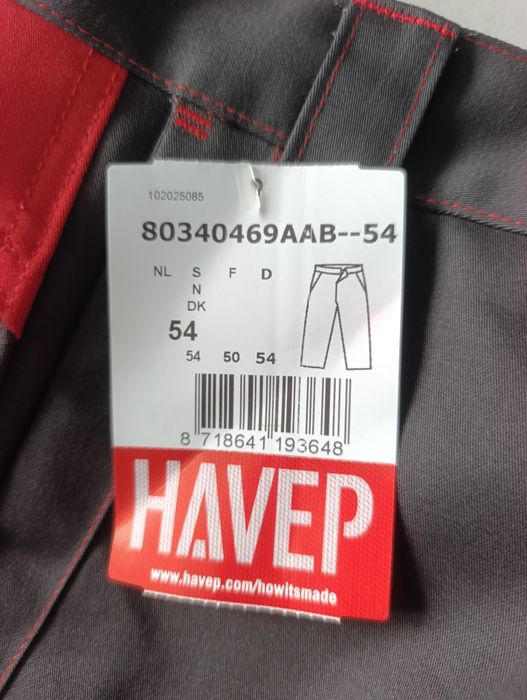 102025085
80340469AAB--54
NL S F D
N
DK
54
54 50 54
8 718641 193648
HAVEP
www.havep.com/howitsmade